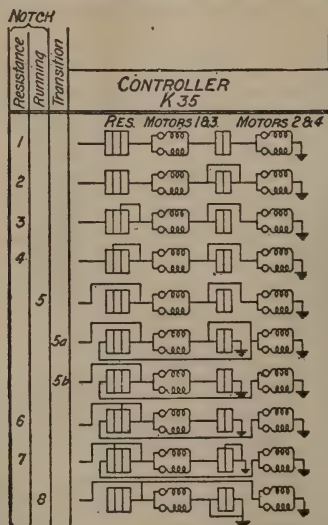 NOTCH
Resistance
Running
Transition
CONTROLLER
K 35
RES. MOTORS 1&3. MOTORS 2&4
1
2
3
4
5
5a
5b
6
7
8